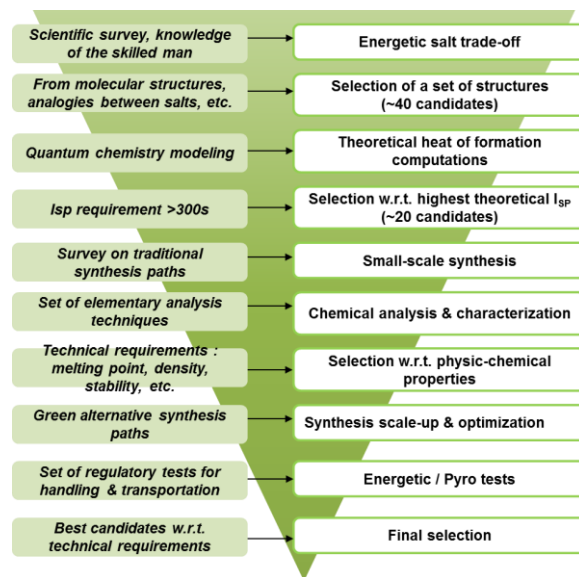 Scientific survey, knowledge
of the skilled man
Energetic salt trade-off
From molecular structures,
analogies between salts, etc.
Selection of a set of structures
(~40 candidates)
Quantum chemistry modeling
Theoretical heat of formation
computations
Isp requirement >300s
Selection w.r.t. highest theoretical I_SP
(~20 candidates)
Survey on traditional
synthesis paths
Small-scale synthesis
Set of elementary analysis
techniques
Chemical analysis & characterization
Technical requirements :
melting point, density,
stability, etc.
Selection w.r.t. physic-chemical
properties
Green alternative synthesis
paths
Synthesis scale-up & optimization
Set of regulatory tests for
handling & transportation
Energetic / Pyro tests
Best candidates w.r.t.
technical requirements
Final selection